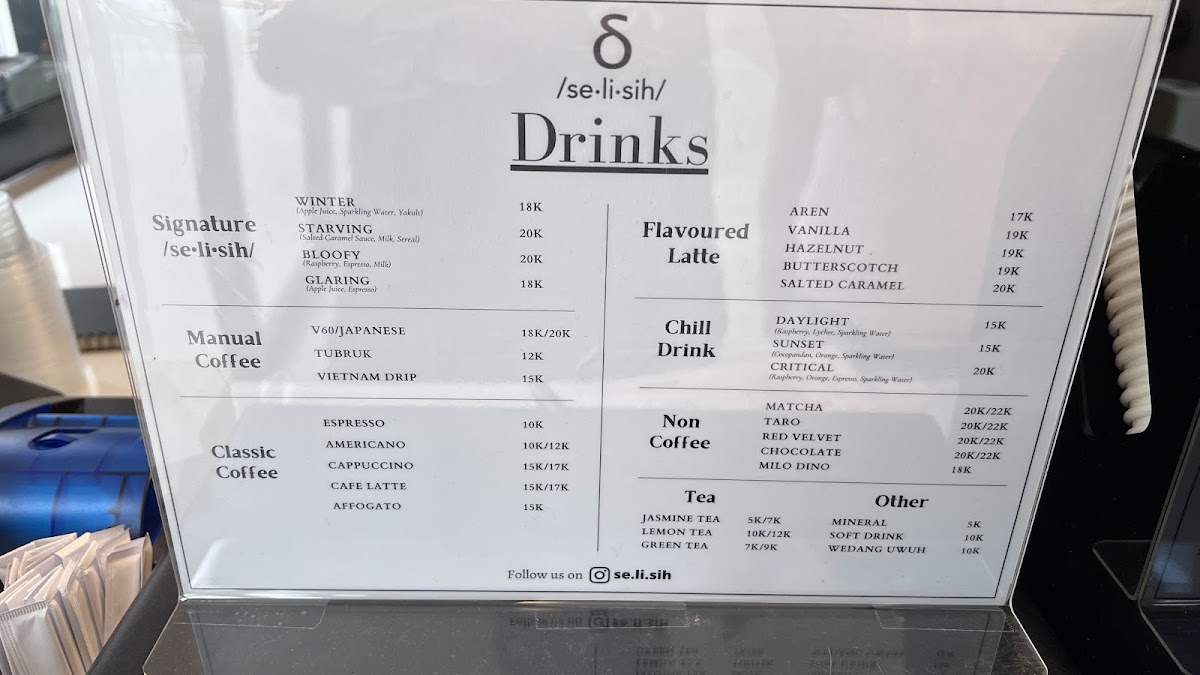 δ
/se•li•sih/
Drinks
Signature
/se•li•sih/
WINTER 18K
(Apple Juice, Sparkling Water, Yakult)
STARVING 20K
(Salted Caramel Sauce, Milk, Sereal)
BLOOFY 20K
(Raspberry, Espresso, Milk)
GLARING 18K
(Apple Juice, Espresso)
Manual
Coffee
V60/JAPANESE 18K/20K
TUBRUK 12K
VIETNAM DRIP 15K
Classic
Coffee
ESPRESSO 10K
AMERICANO 10K/12K
CAPPUCCINO 15K/17K
CAFE LATTE 15K/17K
AFFOGATO 15K
Flavoured
Latte
AREN 17K
VANILLA 19K
HAZELNUT 19K
BUTTERSCOTCH 19K
SALTED CARAMEL 20K
Chill
Drink
DAYLIGHT 15K
(Raspberry, Lychee, Sparkling Water)
SUNSET 15K
(Cocopandan, Orange, Sparkling Water)
CRITICAL 20K
(Raspberry, Orange, Espresso, Sparkling Water)
Non
Coffee
MATCHA 20K/22K
TARO 20K/22K
RED VELVET 20K/22K
CHOCOLATE 20K/22K
MILO DINO 18K
Tea
JASMINE TEA 5K/7K
LEMON TEA 10K/12K
GREEN TEA 7K/9K
Other
MINERAL 5K
SOFT DRINK 10K
WEDANG UWUH 10K
Follow us on se.li.sih